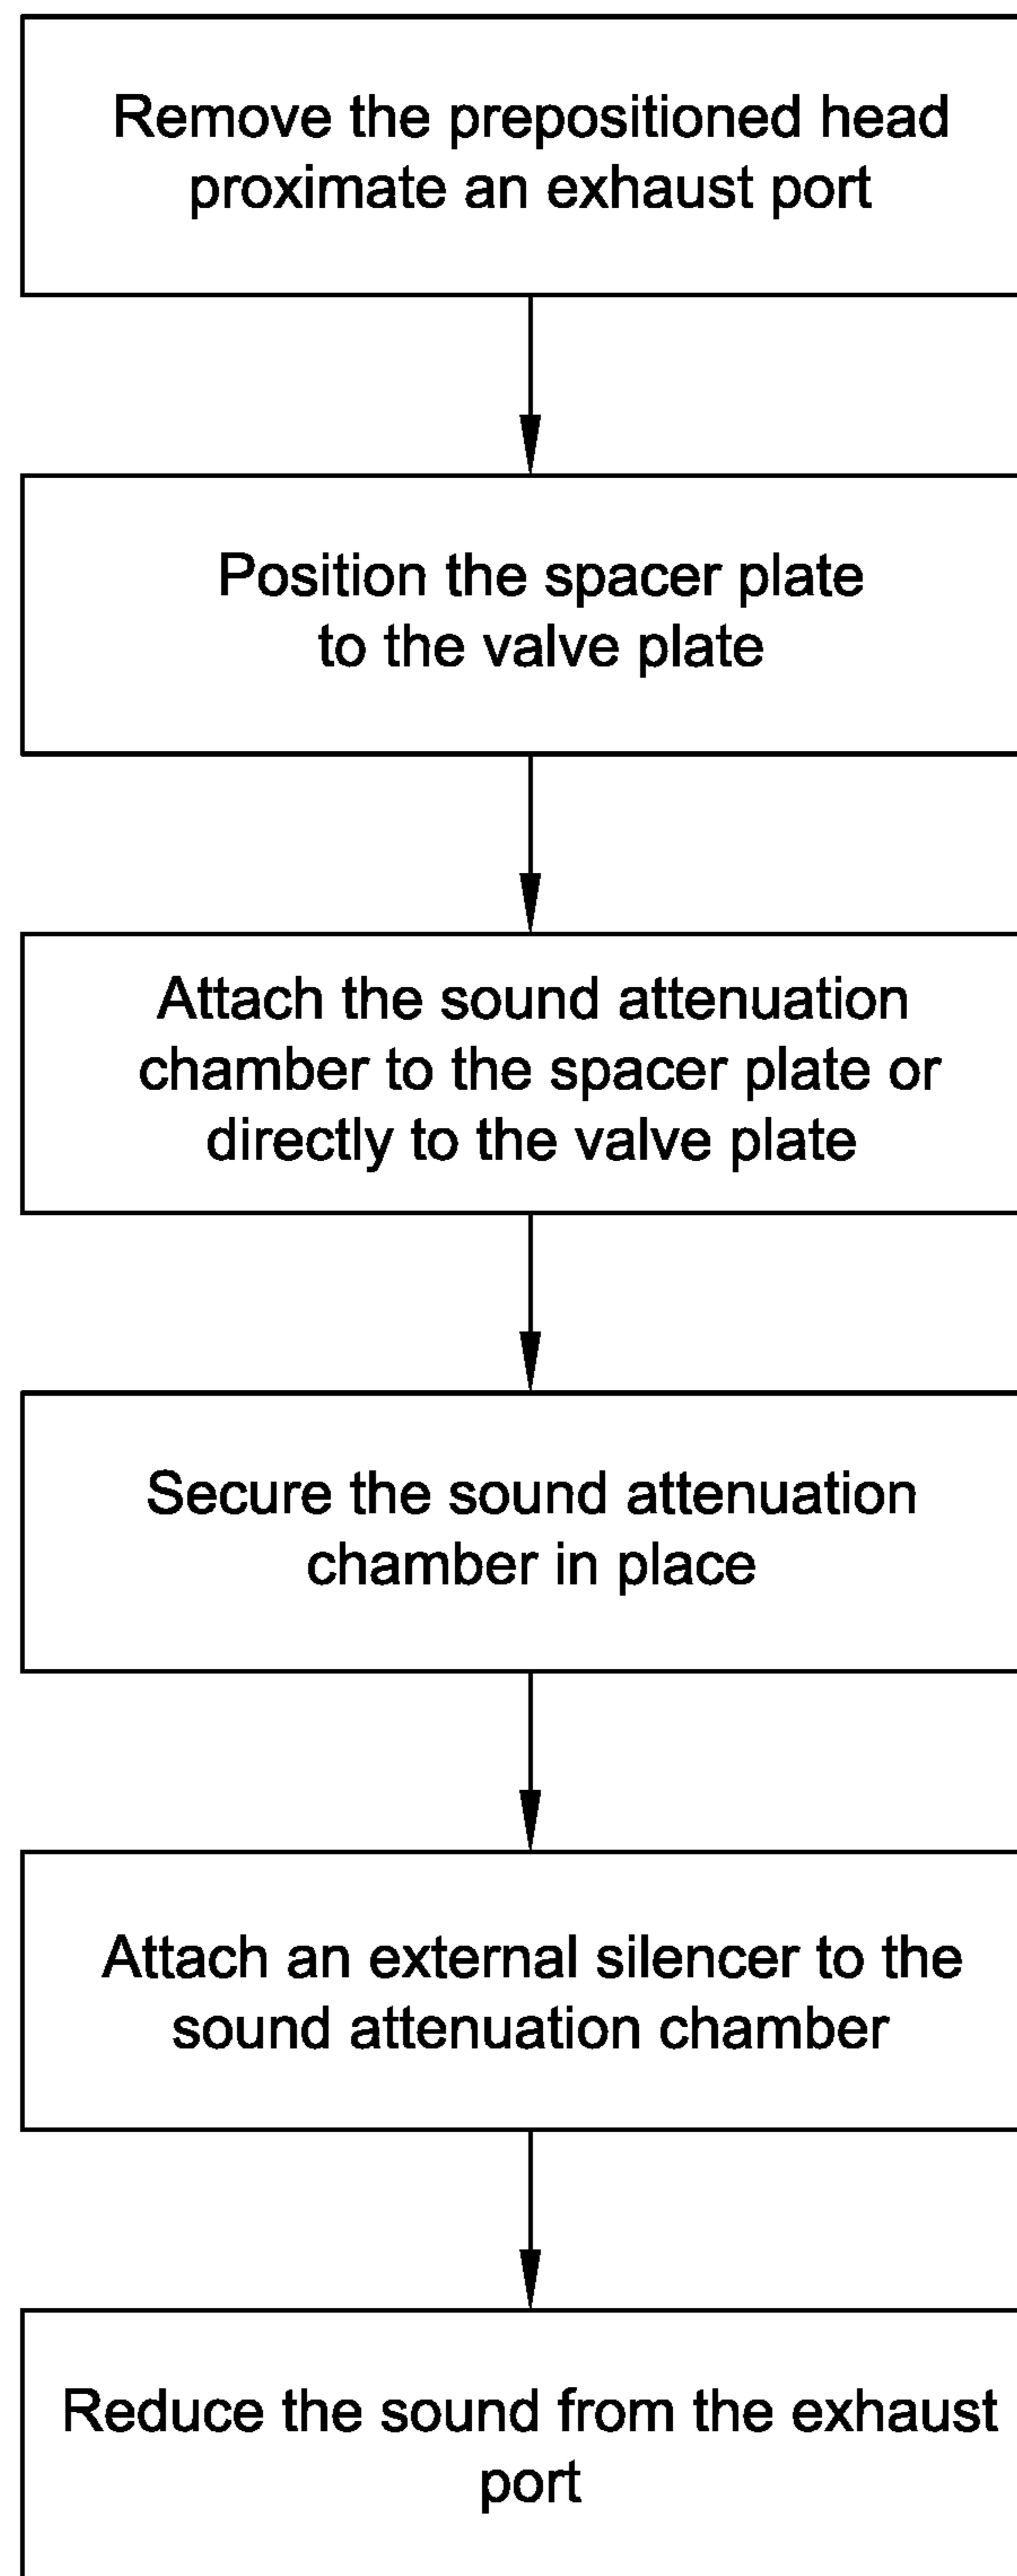 Remove the prepositioned head
proximate an exhaust port
Position the spacer plate
to the valve plate
Attach the sound attenuation
chamber to the spacer plate or
directly to the valve plate
Secure the sound attenuation
chamber in place
Attach an external silencer to the
sound attenuation chamber
Reduce the sound from the exhaust
port